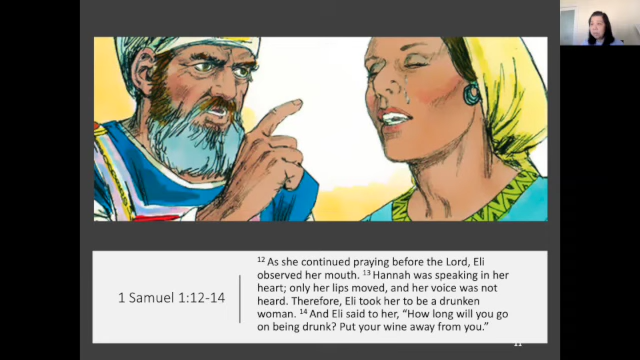 1 Samuel 1:12-14
12 As she continued praying before the Lord, Eli
observed her mouth. 13 Hannah was speaking in her
heart; only her lips moved, and her voice was not
heard. Therefore, Eli took her to be a drunken
woman. 14 And Eli said to her, “How long will you go
on being drunk? Put your wine away from you.”
11